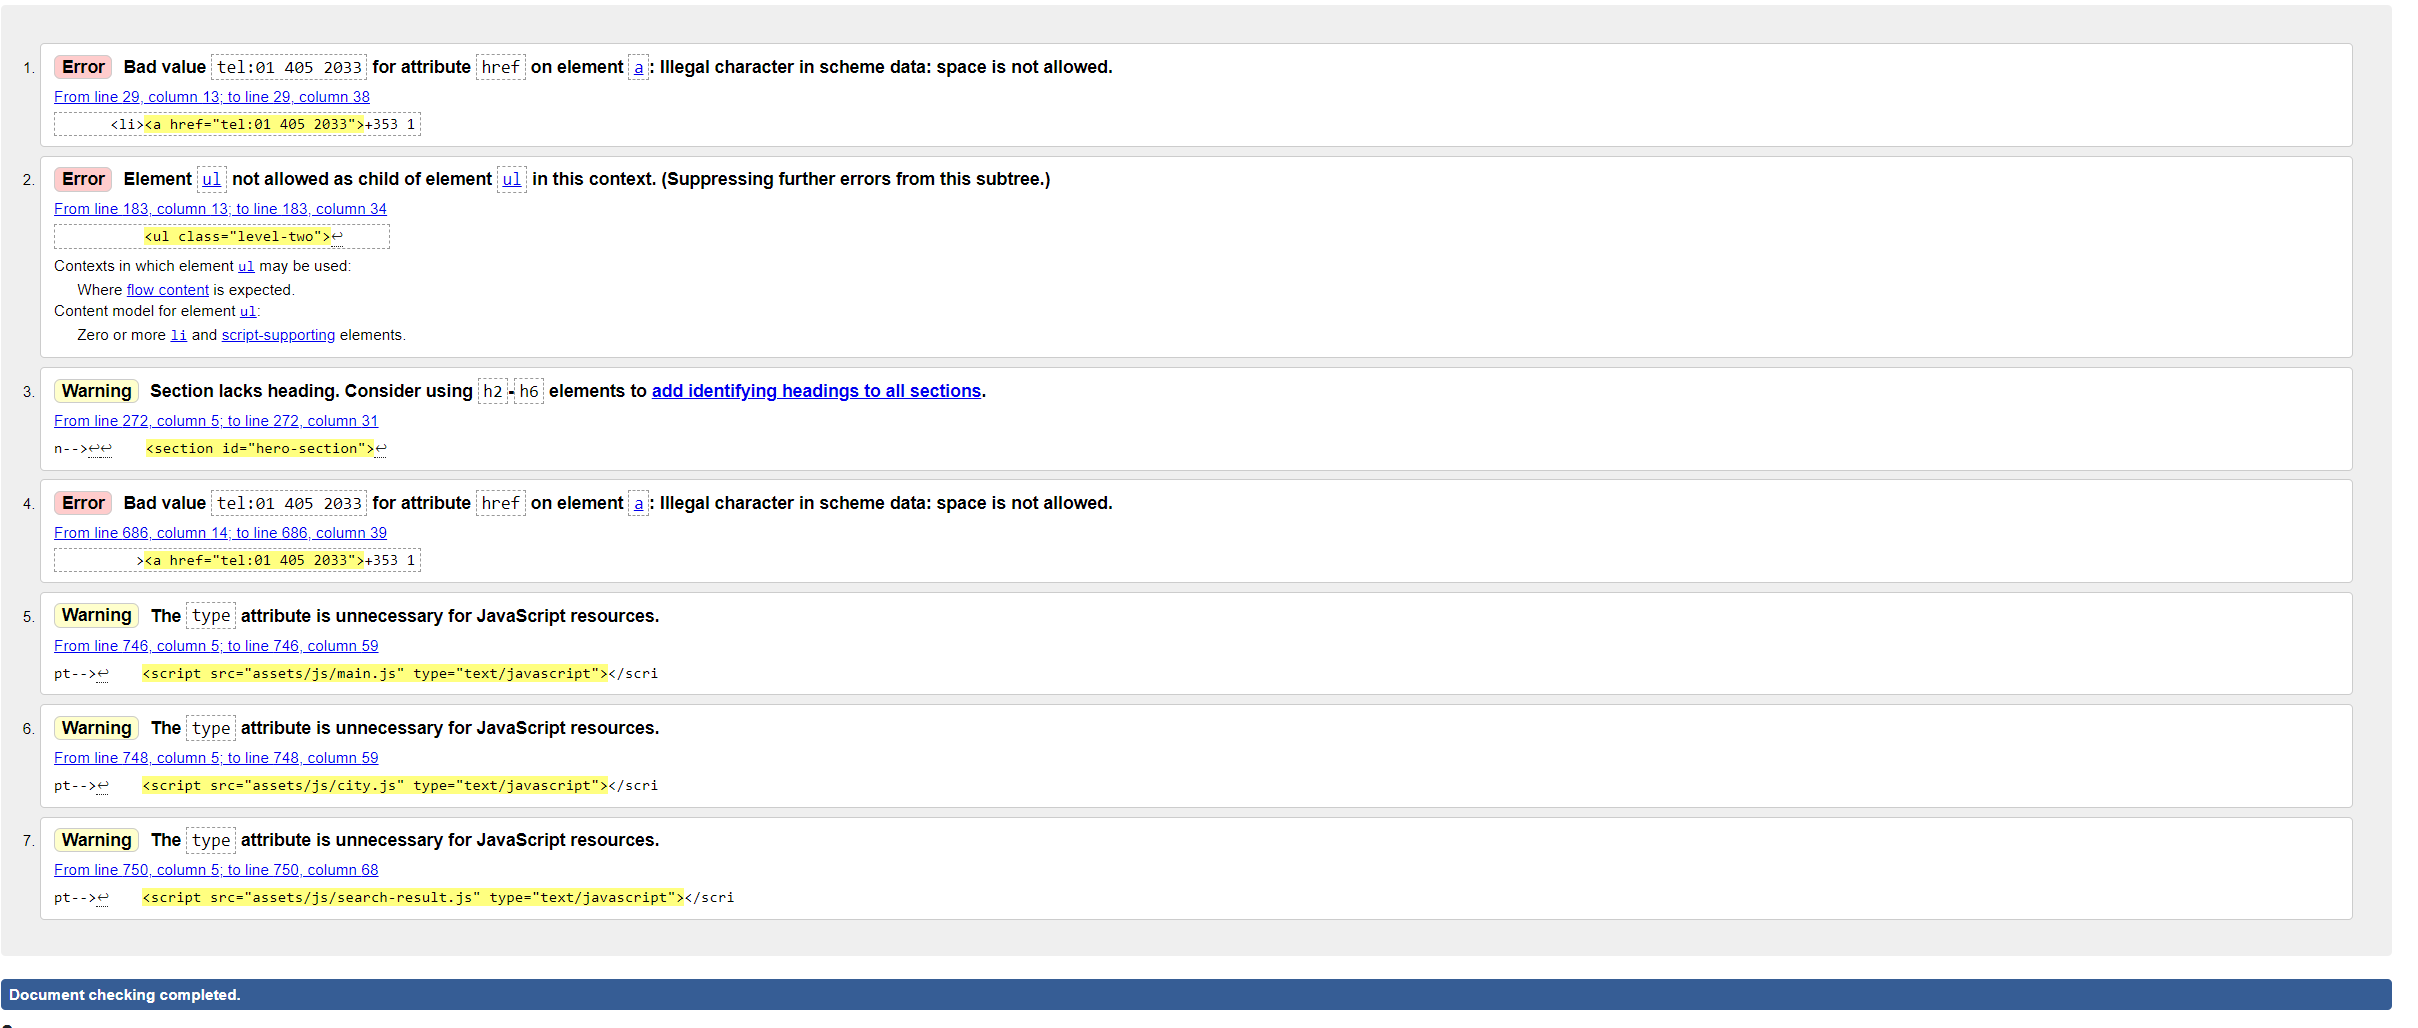 1. Error Bad value tel:01 405 2033 for attribute href on element a: Illegal character in scheme data: space is not allowed.
From line 29, column 13; to line 29, column 38
<li><a href="tel:01 405 2033">+353 1
2. Error Element ul not allowed as child of element ul in this context. (Suppressing further errors from this subtree.)
From line 183, column 13; to line 183, column 34
<ul class="level-two">↩
Contexts in which element ul may be used:
Where flow content is expected.
Content model for element ul:
Zero or more li and script-supporting elements.
3. Warning Section lacks heading. Consider using h2-h6 elements to add identifying headings to all sections.
From line 272, column 5; to line 272, column 31
n-->↩↩ <section id="hero-section">↩
4. Error Bad value tel:01 405 2033 for attribute href on element a: Illegal character in scheme data: space is not allowed.
From line 686, column 14; to line 686, column 39
><a href="tel:01 405 2033">+353 1
5. Warning The type attribute is unnecessary for JavaScript resources.
From line 746, column 5; to line 746, column 59
pt-->↩ <script src="assets/js/main.js" type="text/javascript"></scri
6. Warning The type attribute is unnecessary for JavaScript resources.
From line 748, column 5; to line 748, column 59
pt-->↩ <script src="assets/js/city.js" type="text/javascript"></scri
7. Warning The type attribute is unnecessary for JavaScript resources.
From line 750, column 5; to line 750, column 68
pt-->↩ <script src="assets/js/search-result.js" type="text/javascript"></scri
Document checking completed.